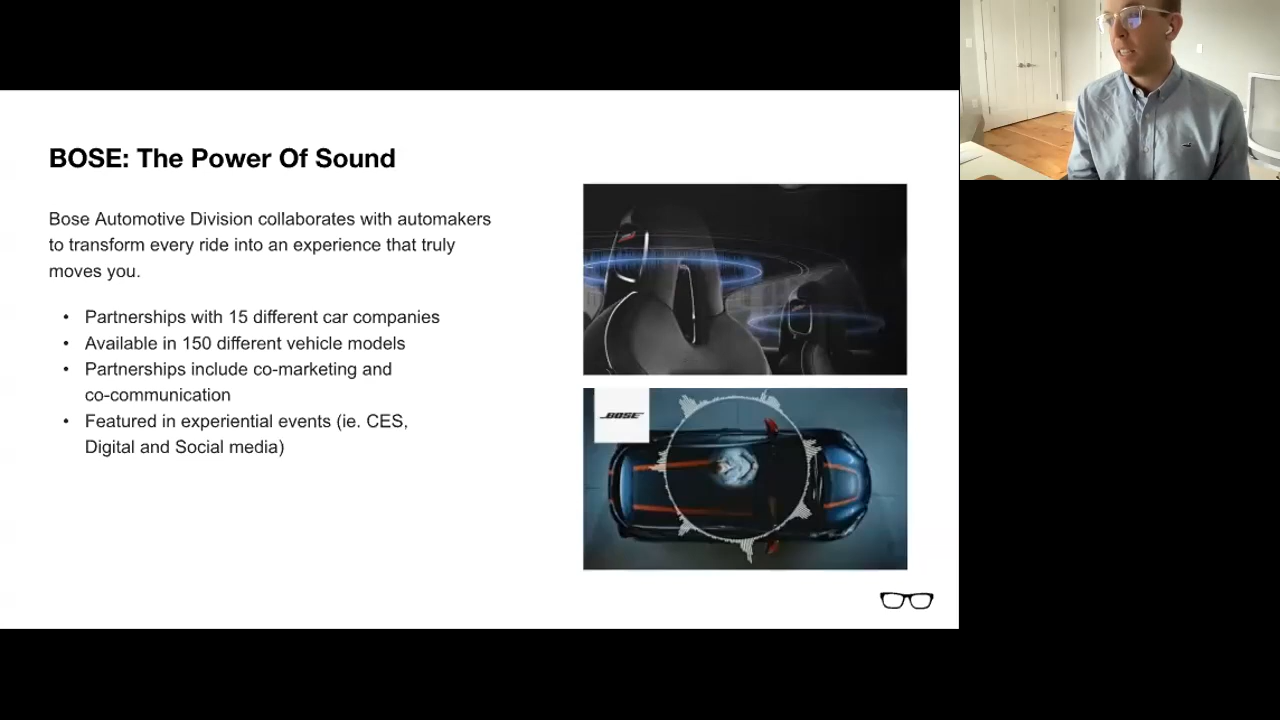 BOSE: The Power Of Sound
Bose Automotive Division collaborates with automakers
to transform every ride into an experience that truly
moves you.
• Partnerships with 15 different car companies
• Available in 150 different vehicle models
• Partnerships include co-marketing and
co-communication
• Featured in experiential events (ie. CES,
Digital and Social media)
BOSE